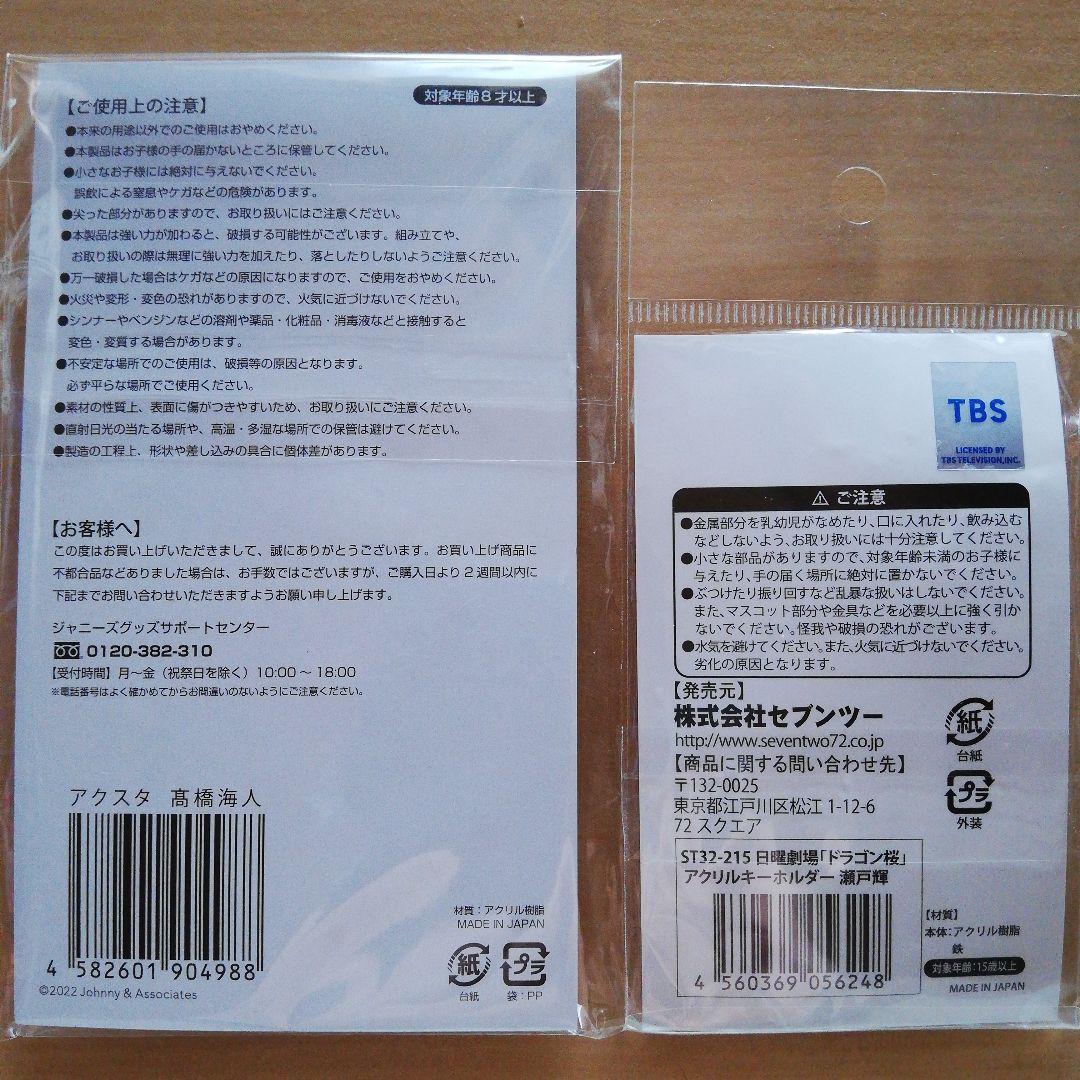 【ご使用上の注意】
対象年齢8才以上
●本来の用途以外でのご使用はおやめください。
●本製品はお子様の手の届かないところに保管してください。
●小さなお子様には絶対に与えないでください。
誤飲による窒息やケガなどの危険があります。
●尖った部分がありますので、お取り扱いにはご注意ください。
●本製品は強い力が加わると、破損する可能性がございます。組み立てや、
お取り扱いの際は無理に強い力を加えたり、落としたりしないようご注意ください。
●万一破損した場合はケガなどの原因になりますので、ご使用をおやめください。
●火災や変形・変色の恐れがありますので、火気に近づけないでください。
●シンナーやベンジンなどの溶剤や薬品・化粧品・消毒液などと接触すると
変色・変質する場合があります。
●不安定な場所でのご使用は、破損等の原因となります。
必ず平らな場所でご使用ください。
●素材の性質上、表面に傷がつきやすいため、お取り扱いにご注意ください。
●直射日光の当たる場所や、高温・多湿な場所での保管は避けてください。
●製造の工程上、形状や差し込みの具合に個体差があります。
【お客様へ】
この度はお買い上げいただきまして、誠にありがとうございます。お買い上げ商品に
不都合品などありました場合は、お手数ではございますが、ご購入日より2週間以内に
下記までお問い合わせいただきますようお願い申し上げます。
ジャニーズグッズサポートセンター
0120-382-310
【受付時間】月～金（祝祭日を除く）10:00～18:00
※電話番号はよく確かめてからお間違いのないようにご注意ください。
アクスタ 髙橋海人
4 582601 904988
©2022 Johnny & Associates
材質：アクリル樹脂
MADE IN JAPAN
紙
台紙
プラ
袋：PP
TBS
LICENSED BY
TBS TELEVISION,INC.
⚠ ご注意
●金属部分を乳幼児がなめたり、口に入れたり、飲み込む
などしないよう、お取り扱いには十分注意してください。
●小さな部品がありますので、対象年齢未満のお子様に
与えたり、手の届く場所に絶対に置かないでください。
●ぶつけたり振り回すなど乱暴な扱いはしないでください。
また、マスコット部分や金具などを必要以上に強く引か
ないでください。怪我や破損の恐れがございます。
●水気を避けてください。また、火気に近づけないでください。
劣化の原因となります。
【発売元】
株式会社セブンツー
http://www.seventwo72.co.jp
【商品に関する問い合わせ先】
〒132-0025
東京都江戸川区松江1-12-6
72スクエア
紙
台紙
プラ
外装
ST32-215 日曜劇場「ドラゴン桜」
アクリルキーホルダー 瀬戸輝
4 560369 056248
【材質】
本体：アクリル樹脂
鉄
対象年齢：15歳以上
MADE IN JAPAN